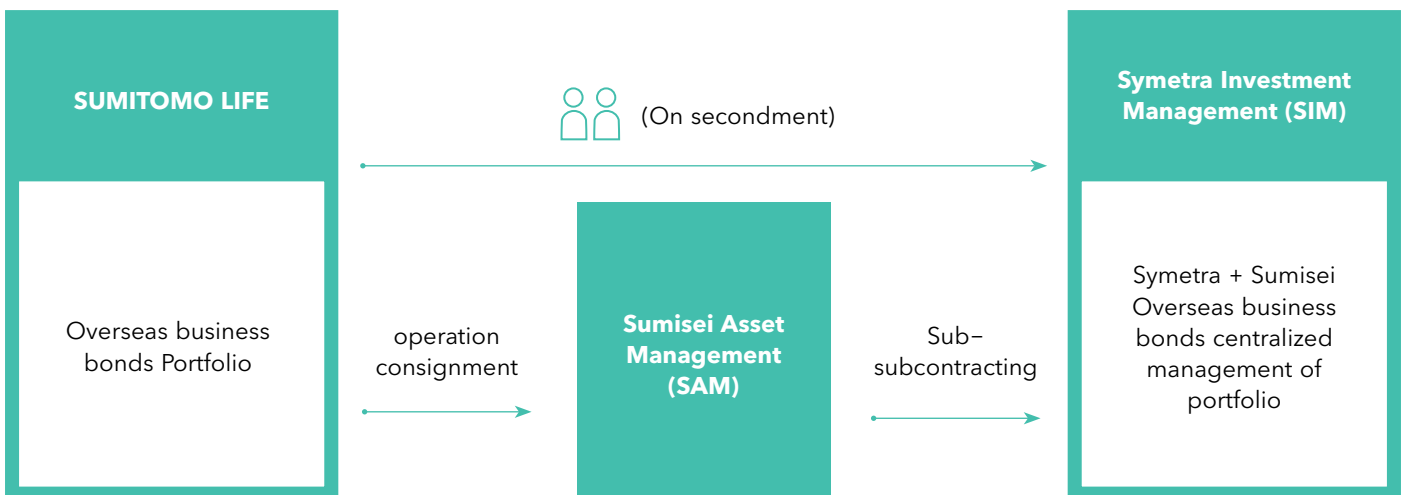 SUMITOMO LIFE
Overseas business
bonds Portfolio
(On secondment)
operation
consignment
Sumisei Asset
Management
(SAM)
Sub–
subcontracting
Symetra Investment
Management (SIM)
Symetra + Sumisei
Overseas business
bonds centralized
management of
portfolio